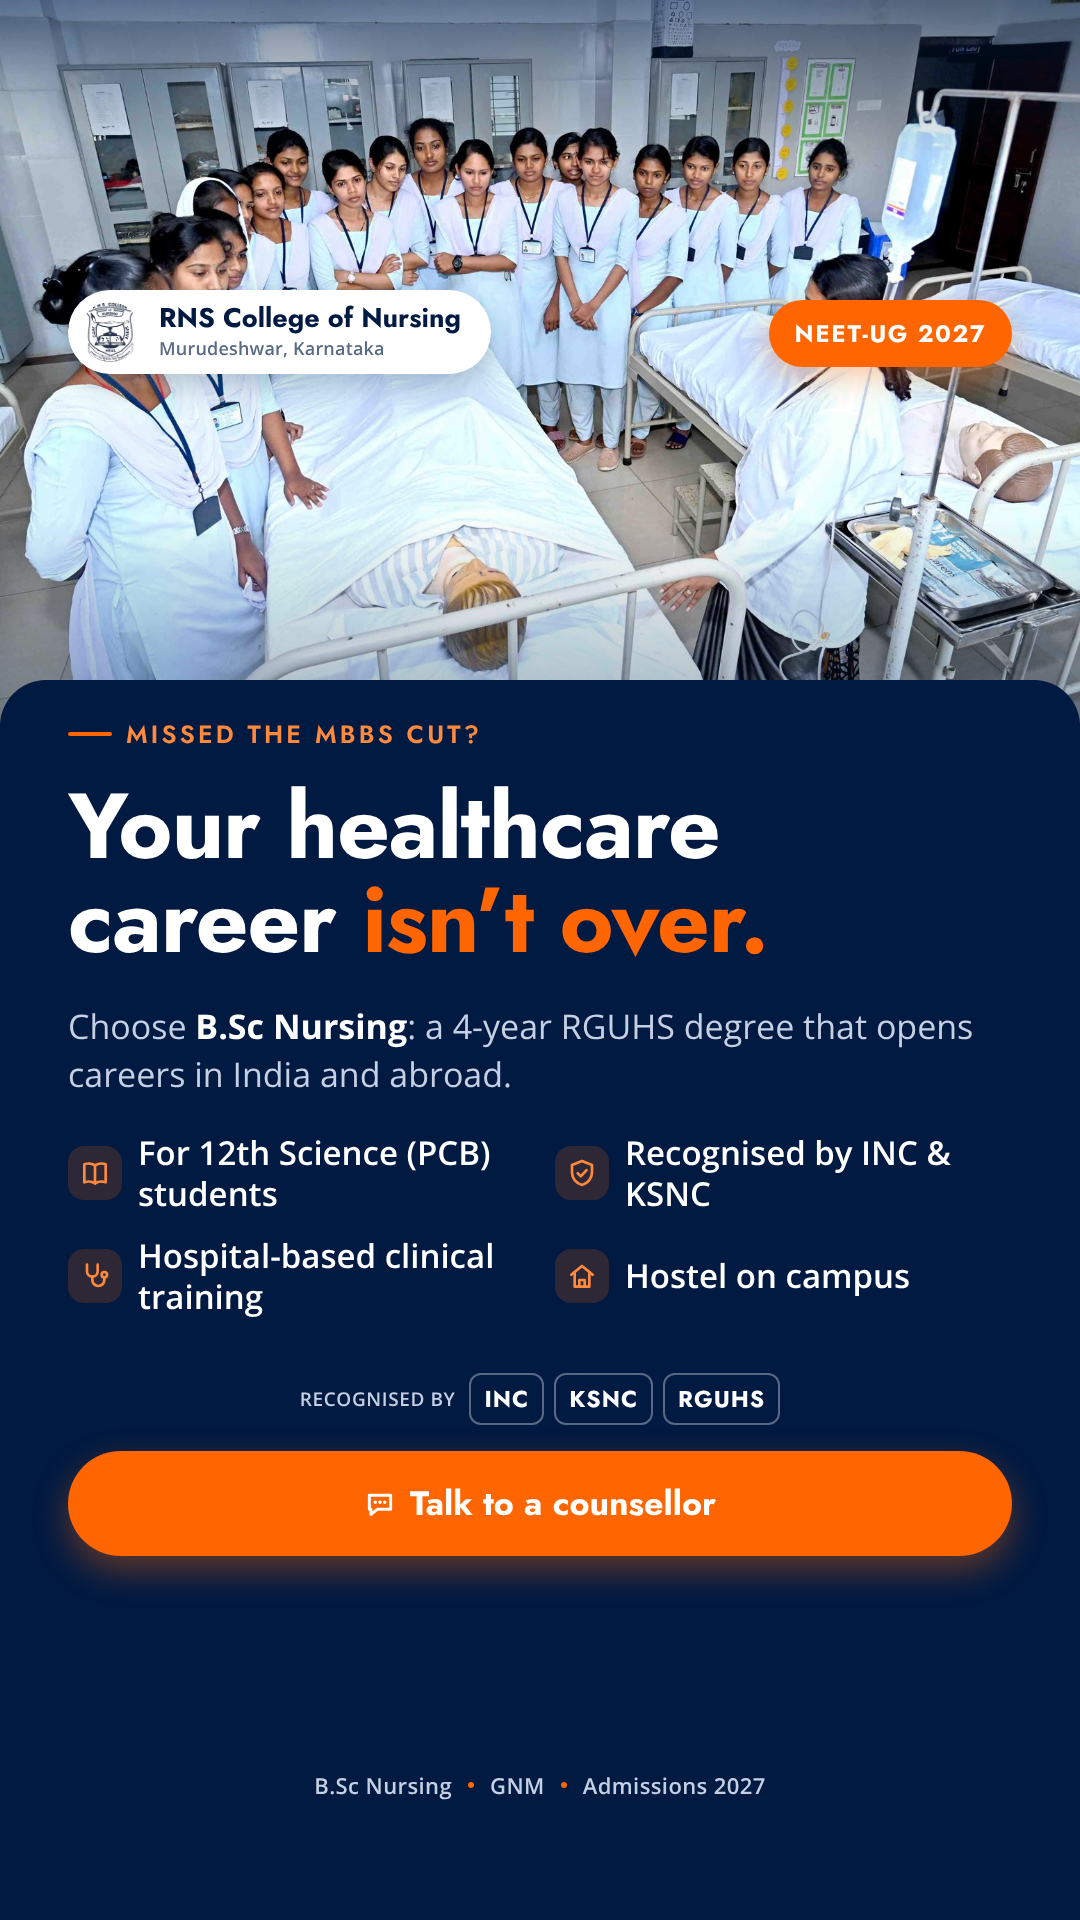 RNS College of Nursing
Murudeshwar, Karnataka
NEET-UG 2027
MISSED THE MBBS CUT?
Your healthcare
career isn't over.
Choose B.Sc Nursing: a 4-year RGUHS degree that opens
careers in India and abroad.
For 12th Science (PCB)
students
Recognised by INC &
KSNC
Hospital-based clinical
training
Hostel on campus
RECOGNISED BY INC KSNC RGUHS
Talk to a counsellor
B.Sc Nursing • GNM • Admissions 2027